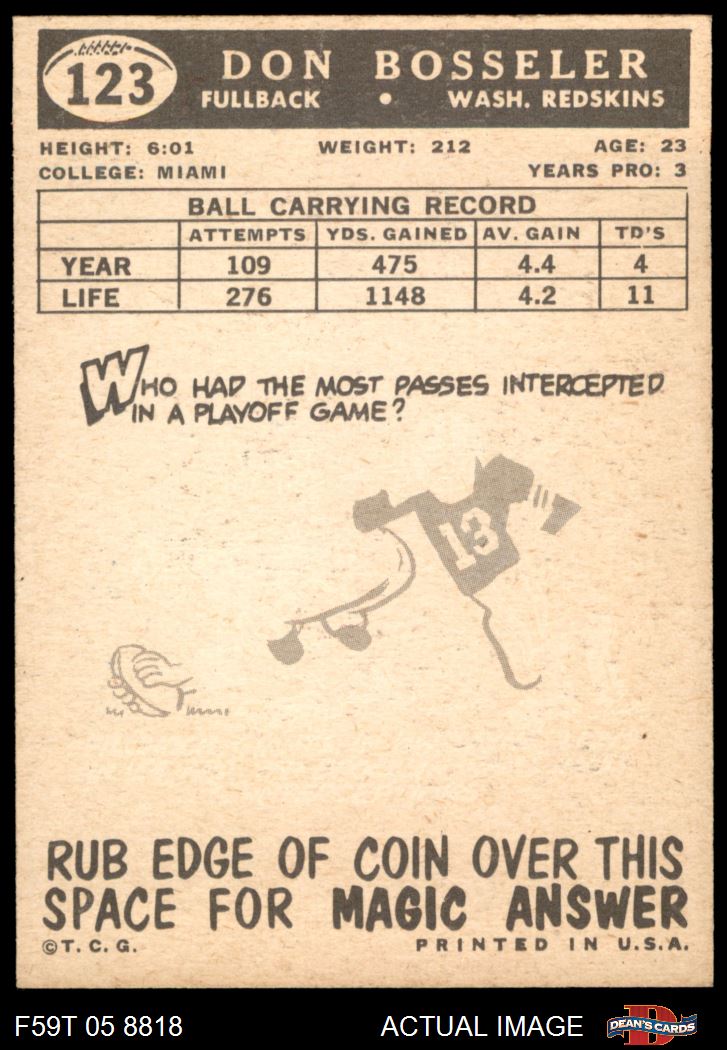 123
DON BOSSELER
FULLBACK • WASH. REDSKINS
HEIGHT: 6:01 WEIGHT: 212 AGE: 23
COLLEGE: MIAMI YEARS PRO: 3
BALL CARRYING RECORD
ATTEMPTS YDS. GAINED AV. GAIN TD'S
YEAR 109 475 4.4 4
LIFE 276 1148 4.2 11
WHO HAD THE MOST PASSES INTERCEPTED
IN A PLAYOFF GAME?
13
RUB EDGE OF COIN OVER THIS
SPACE FOR MAGIC ANSWER
©T. C. G. PRINTED IN U.S.A.
F59T 05 8818 ACTUAL IMAGE D DEAN'S CARDS